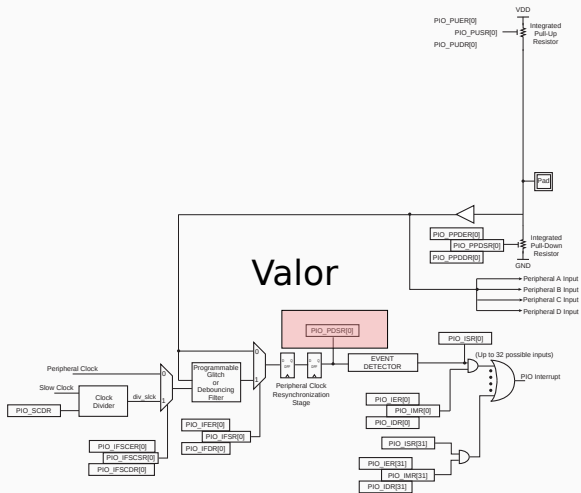 VDD
PIO_PUER[0]
PIO_PUSR[0]
PIO_PUDR[0]
Integrated
Pull-Up
Resistor
Pad
PIO_PPDER[0]
PIO_PPDSR[0]
PIO_PPDDR[0]
Integrated
Pull-Down
Resistor
GND
Valor
Peripheral A Input
Peripheral B Input
Peripheral C Input
Peripheral D Input
PIO_PDSR[0]
PIO_ISR[0]
(Up to 32 possible inputs)
Peripheral Clock
0
Slow Clock
Clock
Divider
div_slck
1
PIO_SCDR
Programmable
Glitch
or
Debouncing
Filter
0
1
D Q
DFF
D Q
DFF
Peripheral Clock
Resynchronization
Stage
EVENT
DETECTOR
PIO Interrupt
PIO_IER[0]
PIO_IMR[0]
PIO_IDR[0]
PIO_IFER[0]
PIO_IFSR[0]
PIO_IFDR[0]
PIO_IFSCER[0]
PIO_IFSCSR[0]
PIO_IFSCDR[0]
PIO_ISR[31]
PIO_IER[31]
PIO_IMR[31]
PIO_IDR[31]